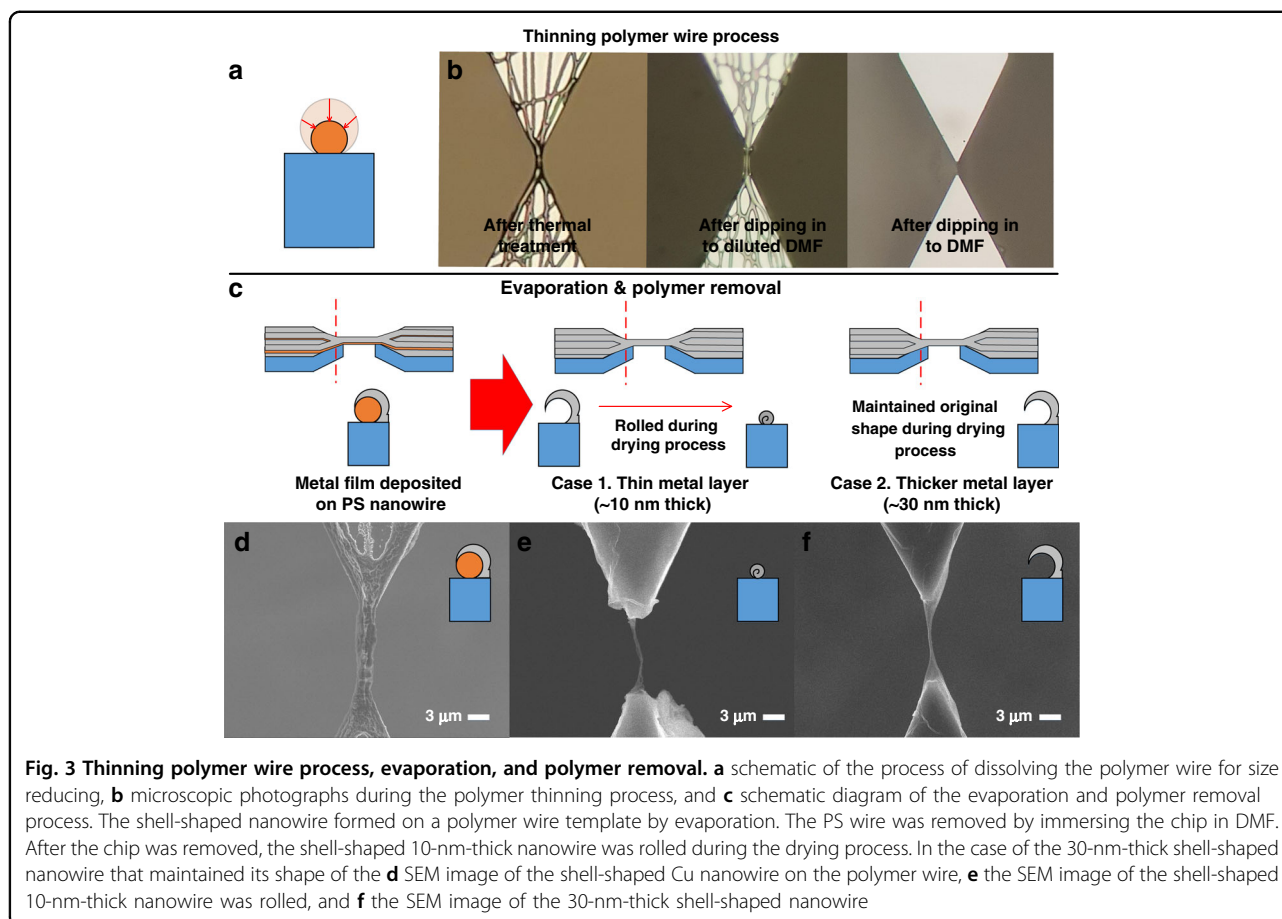 Thinning polymer wire process
a
b
After thermal
treatment
After dipping in
to diluted DMF
After dipping in
to DMF
c
Evaporation & polymer removal
Metal film deposited
on PS nanowire
Rolled during
drying process
Case 1. Thin metal layer
(~10 nm thick)
Maintained original
shape during drying
process
Case 2. Thicker metal layer
(~30 nm thick)
d
3 μm
e
3 μm
f
3 μm
Fig. 3 Thinning polymer wire process, evaporation, and polymer removal. a schematic of the process of dissolving the polymer wire for size
reducing, b microscopic photographs during the polymer thinning process, and c schematic diagram of the evaporation and polymer removal
process. The shell-shaped nanowire formed on a polymer wire template by evaporation. The PS wire was removed by immersing the chip in DMF.
After the chip was removed, the shell-shaped 10-nm-thick nanowire was rolled during the drying process. In the case of the 30-nm-thick shell-shaped
nanowire that maintained its shape of the d SEM image of the shell-shaped Cu nanowire on the polymer wire, e the SEM image of the shell-shaped
10-nm-thick nanowire was rolled, and f the SEM image of the 30-nm-thick shell-shaped nanowire